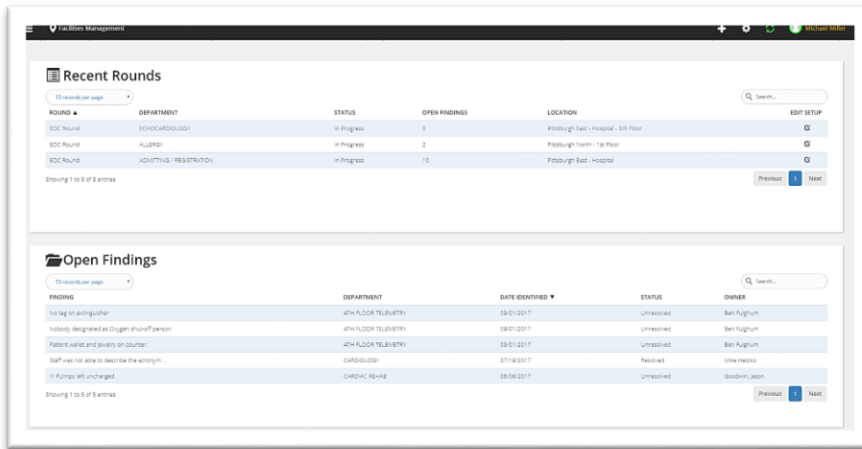 Facilities Management Michael Miller
Recent Rounds
10 records per page Search...
ROUND ▲ DEPARTMENT STATUS OPEN FINDINGS LOCATION EDIT SETUP
EOC Round ECHOCARDIOLOGY In Progress 0 Pittsburgh East - Hospital - 5th Floor
EOC Round ALLERGY In Progress 2 Pittsburgh North - 1st Floor
EOC Round ADMITTING / REGISTRATION In Progress 10 Pittsburgh East - Hospital
Showing 1 to 3 of 3 entries Previous 1 Next
Open Findings
10 records per page Search...
FINDING DEPARTMENT DATE IDENTIFIED ▼ STATUS OWNER
No tag on extinguisher 4TH FLOOR TELEMETRY 09/01/2017 Unresolved Ben Fulghum
Nobody designated as Oxygen shut-off person. 4TH FLOOR TELEMETRY 09/01/2017 Unresolved Ben Fulghum
Patient wallet and jewelry on counter. 4TH FLOOR TELEMETRY 09/01/2017 Unresolved Ben Fulghum
Staff was not able to describe the acronym... CARDIOLOGY 07/18/2017 Resolved Mike Hetzko
IV Pumps left uncharged CARDIAC REHAB 06/08/2017 Unresolved Goodwin, Jason
Showing 1 to 5 of 5 entries Previous 1 Next